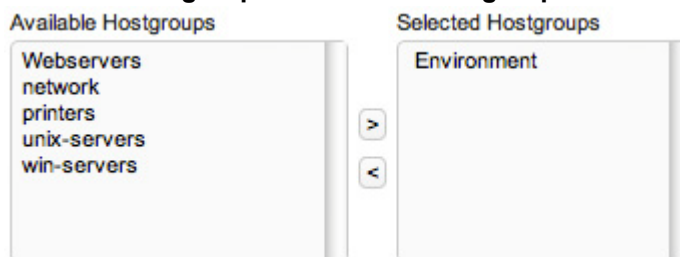 Available Hostgroups Selected Hostgroups
Webservers Environment
network
printers
>
unix-servers
win-servers
<